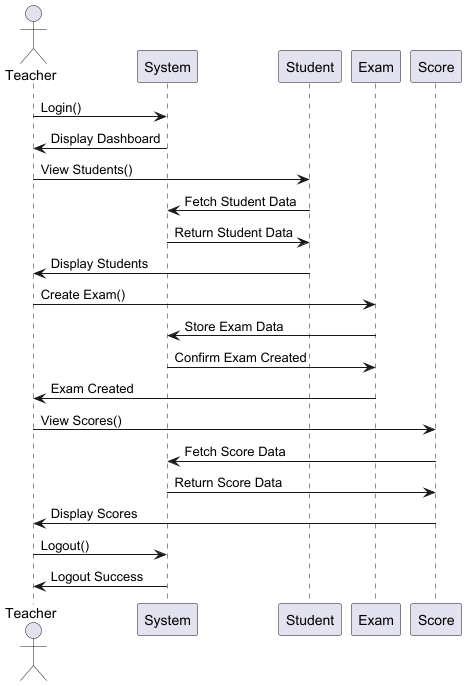 Teacher
System
Student
Exam
Score
Login()
Display Dashboard
View Students()
Fetch Student Data
Return Student Data
Display Students
Create Exam()
Store Exam Data
Confirm Exam Created
Exam Created
View Scores()
Fetch Score Data
Return Score Data
Display Scores
Logout()
Logout Success
Teacher
System
Student
Exam
Score